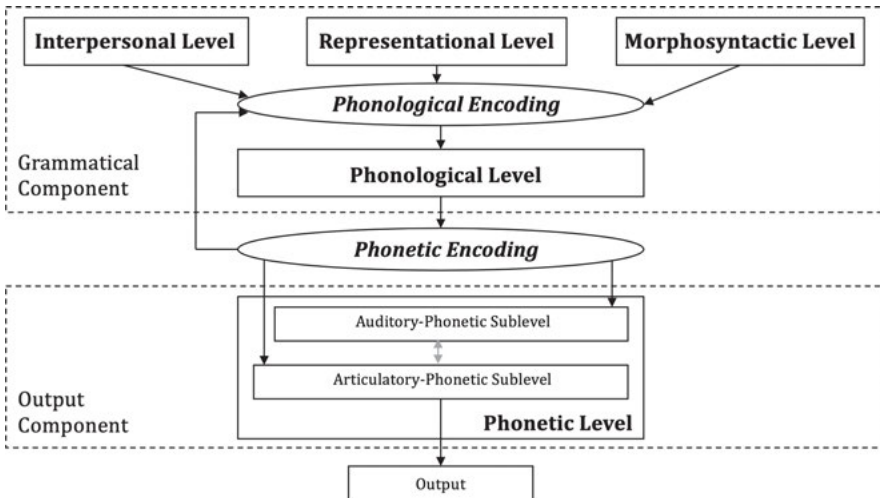 Interpersonal Level
Representational Level
Morphosyntactic Level
Phonological Encoding
Grammatical
Component
Phonological Level
Phonetic Encoding
Auditory-Phonetic Sublevel
Articulatory-Phonetic Sublevel
Output
Component
Phonetic Level
Output